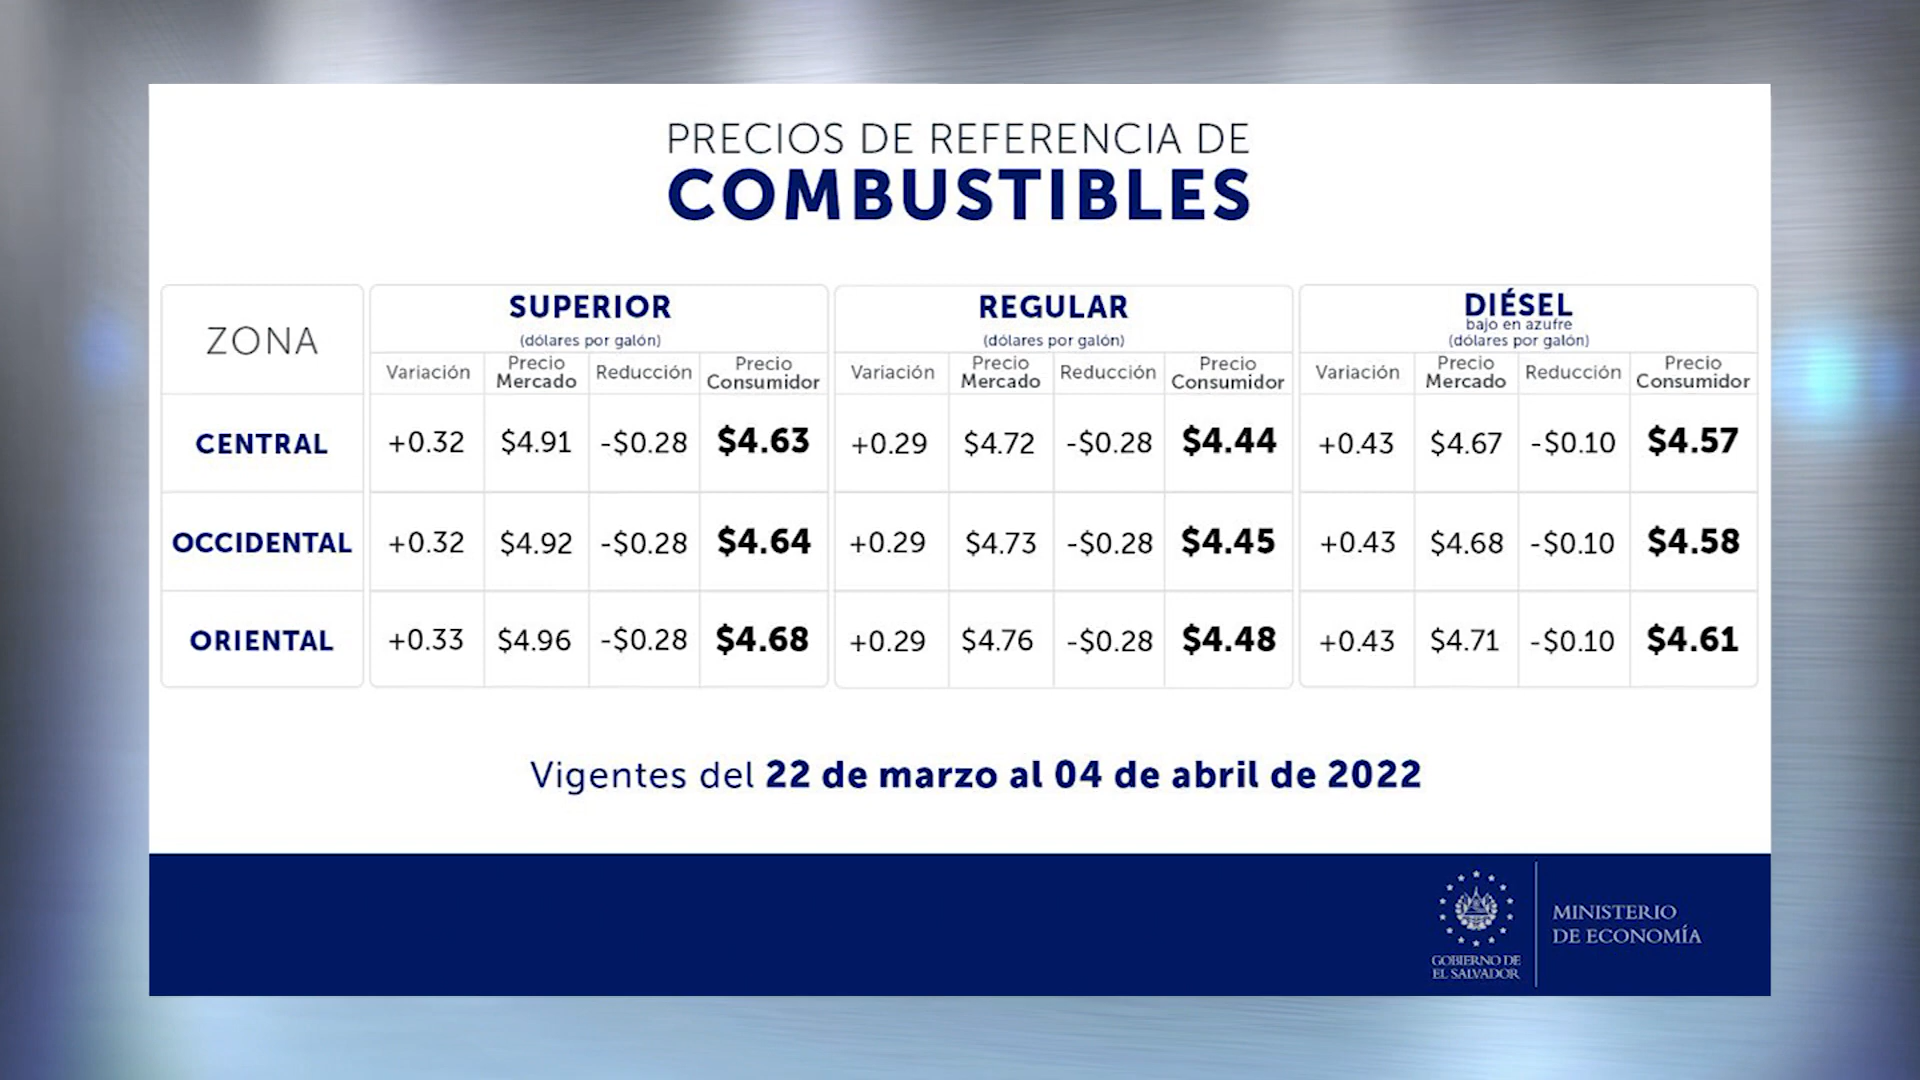 PRECIOS DE REFERENCIA DE
COMBUSTIBLES
ZONA
SUPERIOR
(dólares por galón)
REGULAR
(dólares por galón)
DIÉSEL
bajo en azufre
(dólares por galón)
Variación Precio Mercado Reducción Precio Consumidor Variación Precio Mercado Reducción Precio Consumidor Variación Precio Mercado Reducción Precio Consumidor
CENTRAL +0.32 $4.91 -$0.28 $4.63 +0.29 $4.72 -$0.28 $4.44 +0.43 $4.67 -$0.10 $4.57
OCCIDENTAL +0.32 $4.92 -$0.28 $4.64 +0.29 $4.73 -$0.28 $4.45 +0.43 $4.68 -$0.10 $4.58
ORIENTAL +0.33 $4.96 -$0.28 $4.68 +0.29 $4.76 -$0.28 $4.48 +0.43 $4.71 -$0.10 $4.61
Vigentes del 22 de marzo al 04 de abril de 2022
GOBIERNO DE
EL SALVADOR
MINISTERIO
DE ECONOMÍA